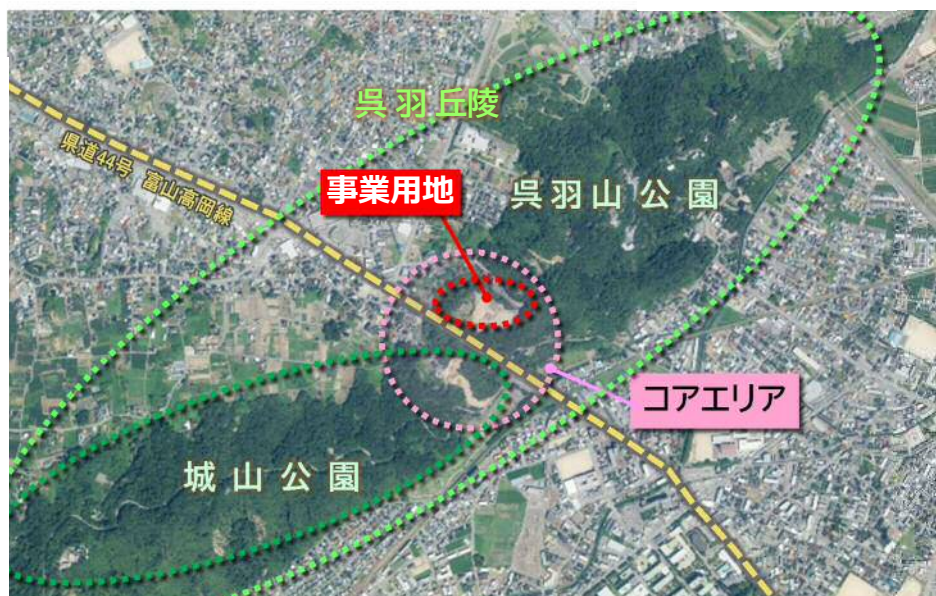 呉羽丘陵
県道44号 富山高岡線
事業用地
呉羽山公園
コアエリア
城山公園